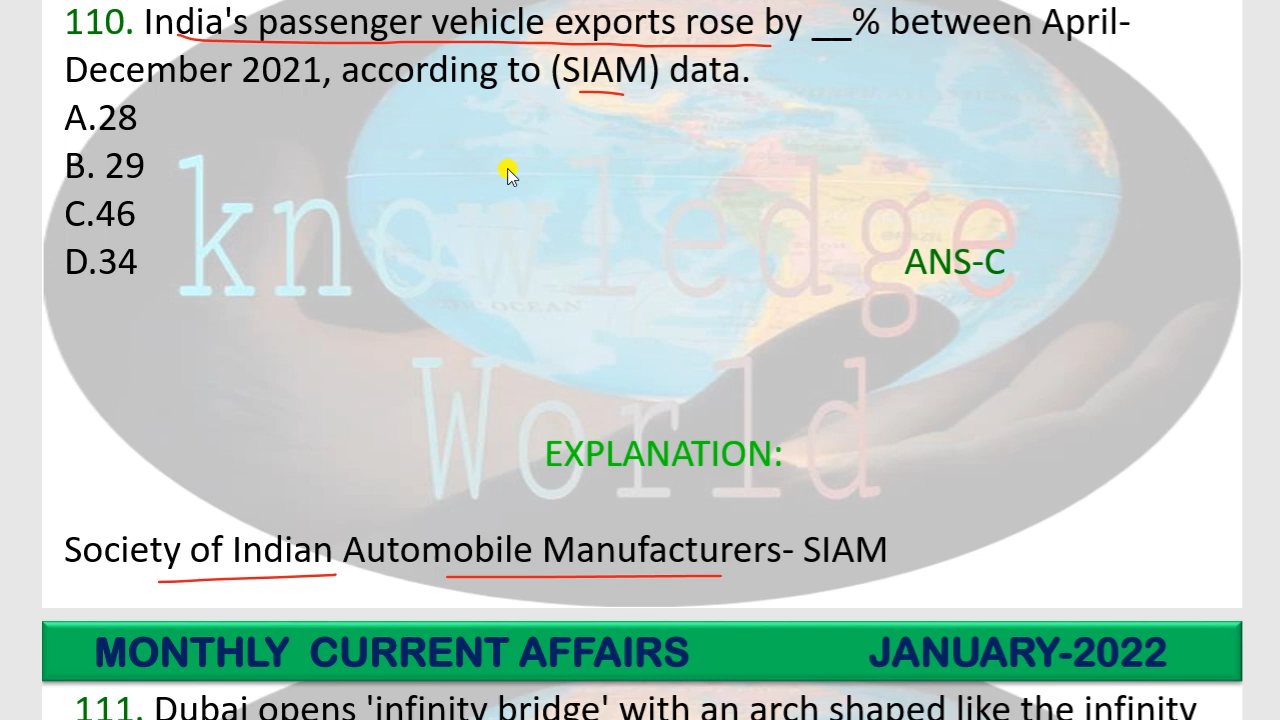 110. India's passenger vehicle exports rose by __% between April-
December 2021, according to (SIAM) data.
A.28
B. 29
C.46
D.34
ANS-C
knowledge
World
EXPLANATION:
Society of Indian Automobile Manufacturers- SIAM
MONTHLY CURRENT AFFAIRS JANUARY-2022
111. Dubai opens 'infinity bridge' with an arch shaped like the infinity